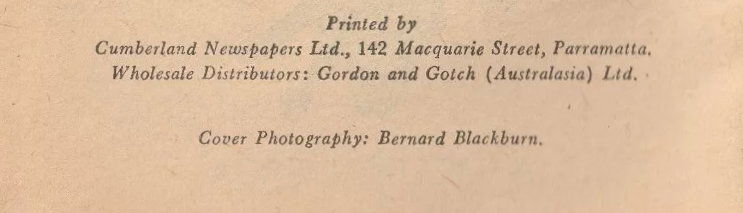 Printed by
Cumberland Newspapers Ltd., 142 Macquarie Street, Parramatta.
Wholesale Distributors: Gordon and Gotch (Australasia) Ltd.
Cover Photography: Bernard Blackburn.